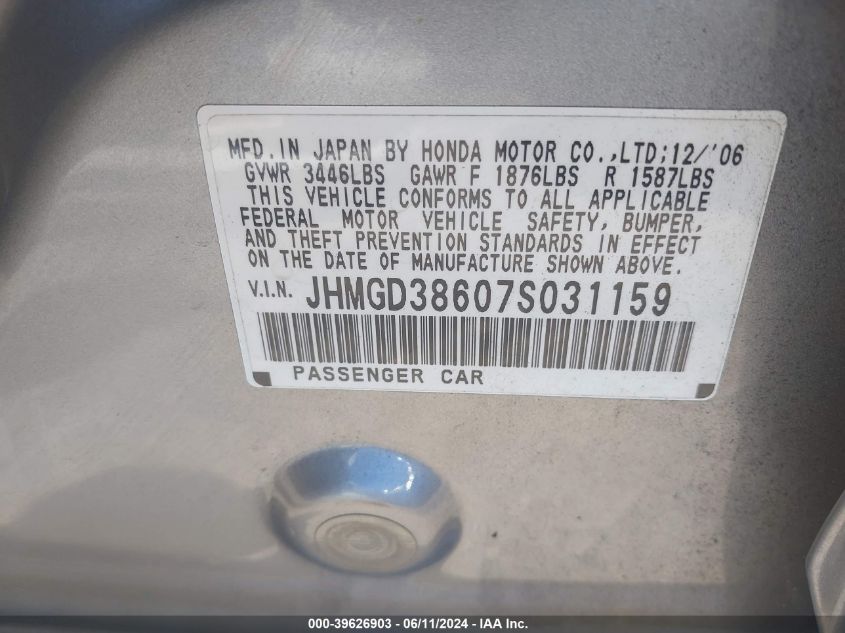 MFD.IN JAPAN BY HONDA MOTOR CO.,LTD;12/'06
GVWR 3446LBS GAWR F 1876LBS R 1587LBS
THIS VEHICLE CONFORMS TO ALL APPLICABLE
FEDERAL MOTOR VEHICLE SAFETY, BUMPER,
AND THEFT PREVENTION STANDARDS IN EFFECT
ON THE DATE OF MANUFACTURE SHOWN ABOVE.
V.I.N. JHMGD38607S031159
PASSENGER CAR
000-39626903 - 06/11/2024 - IAA Inc.